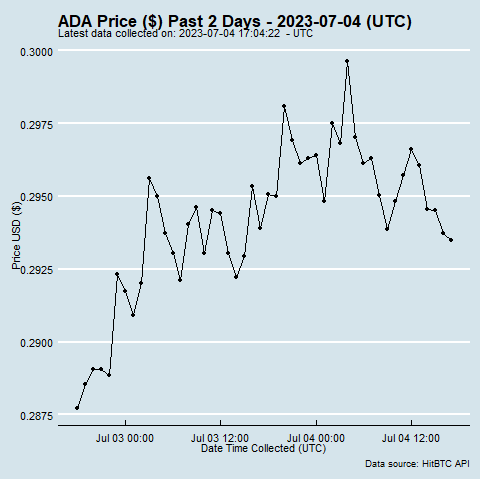 ADA Price ($) Past 2 Days - 2023-07-04 (UTC)
Latest data collected on: 2023-07-04 17:04:22 - UTC
0.3000
0.2975
0.2950
0.2925
0.2900
0.2875
Price USD ($)
Jul 03 00:00 Jul 03 12:00 Jul 04 00:00 Jul 04 12:00
Date Time Collected (UTC)
Data source: HitBTC API